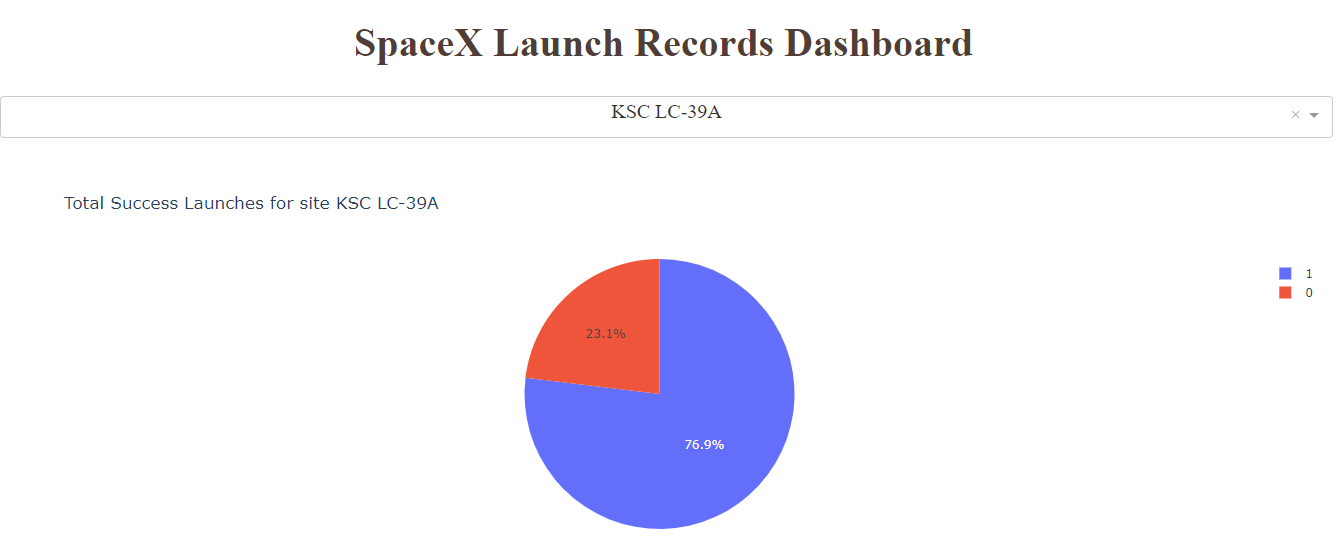 SpaceX Launch Records Dashboard
KSC LC-39A
×
Total Success Launches for site KSC LC-39A
1
0
23.1%
76.9%